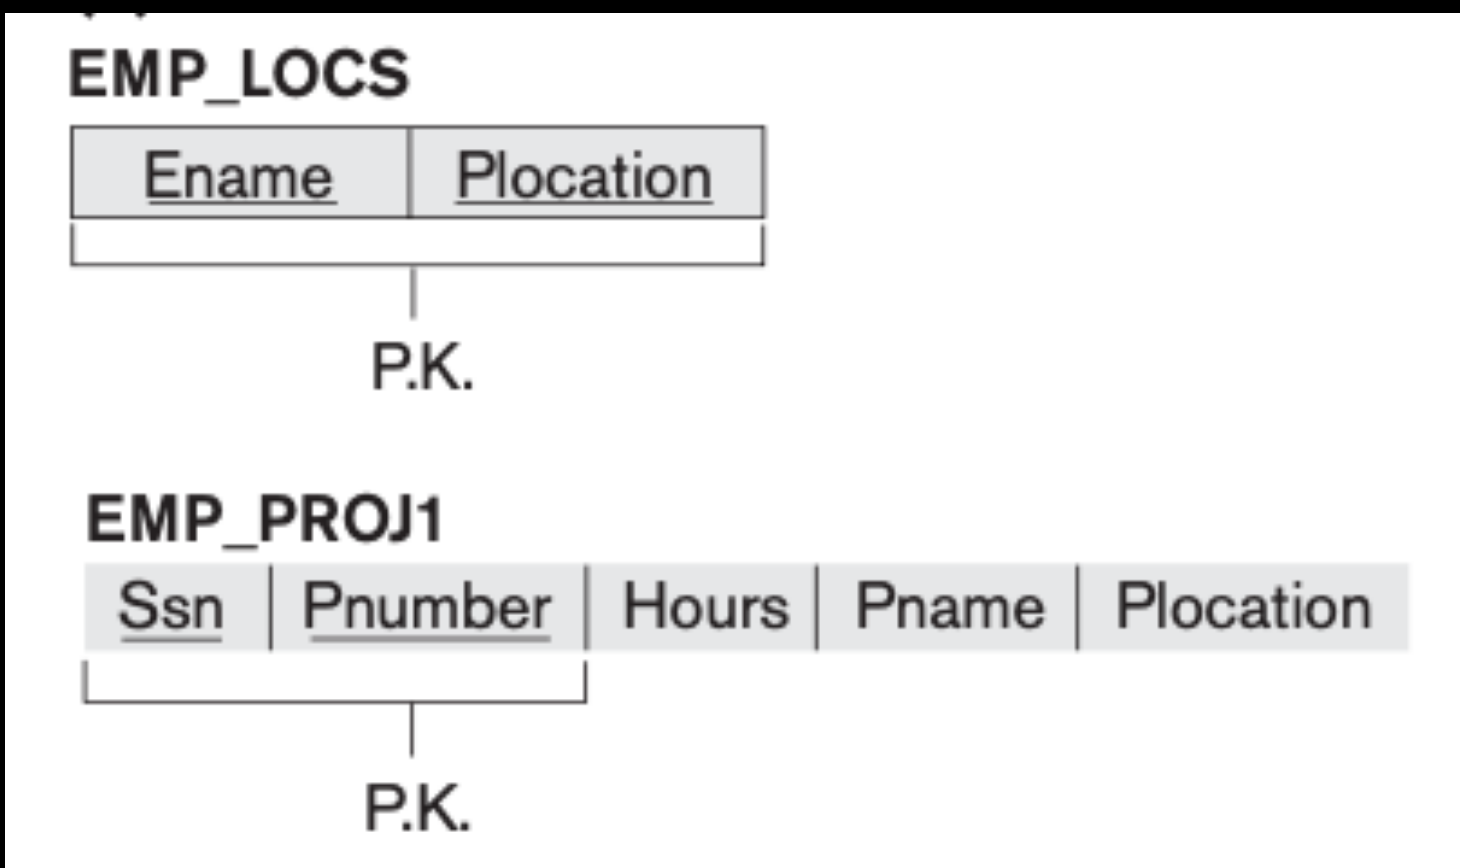 EMP_LOCS
Ename Plocation
P.K.
EMP_PROJ1
Ssn Pnumber Hours Pname Plocation
P.K.